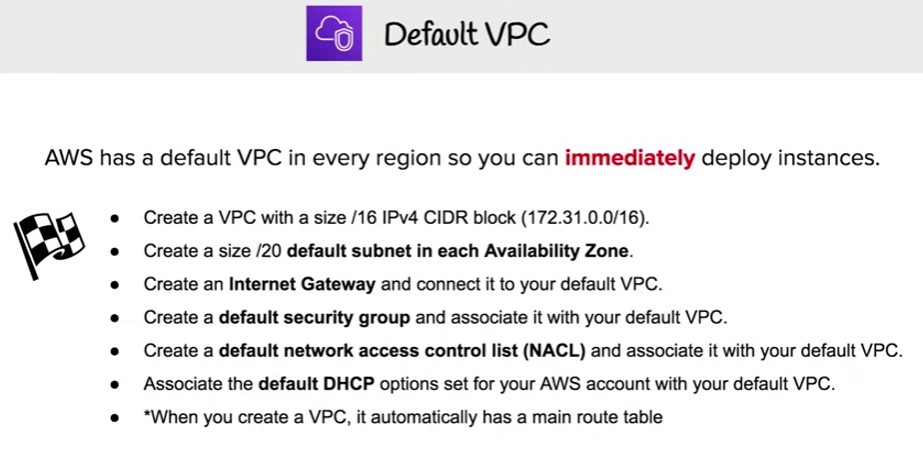 Default VPC
AWS has a default VPC in every region so you can immediately deploy instances.
● Create a VPC with a size /16 IPv4 CIDR block (172.31.0.0/16).
● Create a size /20 default subnet in each Availability Zone.
● Create an Internet Gateway and connect it to your default VPC.
● Create a default security group and associate it with your default VPC.
● Create a default network access control list (NACL) and associate it with your default VPC.
● Associate the default DHCP options set for your AWS account with your default VPC.
● *When you create a VPC, it automatically has a main route table